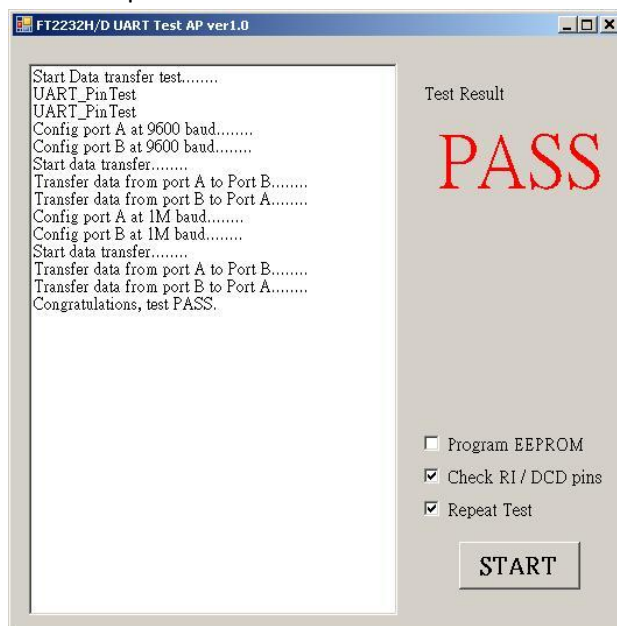 FT2232H/D UART Test AP ver1.0
Start Data transfer test........
UART_PinTest
UART_PinTest
Config port A at 9600 baud........
Config port B at 9600 baud........
Start data transfer........
Transfer data from port A to Port B........
Transfer data from port B to Port A........
Config port A at 1M baud........
Config port B at 1M baud........
Start data transfer........
Transfer data from port A to Port B........
Transfer data from port B to Port A........
Congratulations, test PASS.
Test Result
PASS
Program EEPROM
Check RI / DCD pins
Repeat Test
START